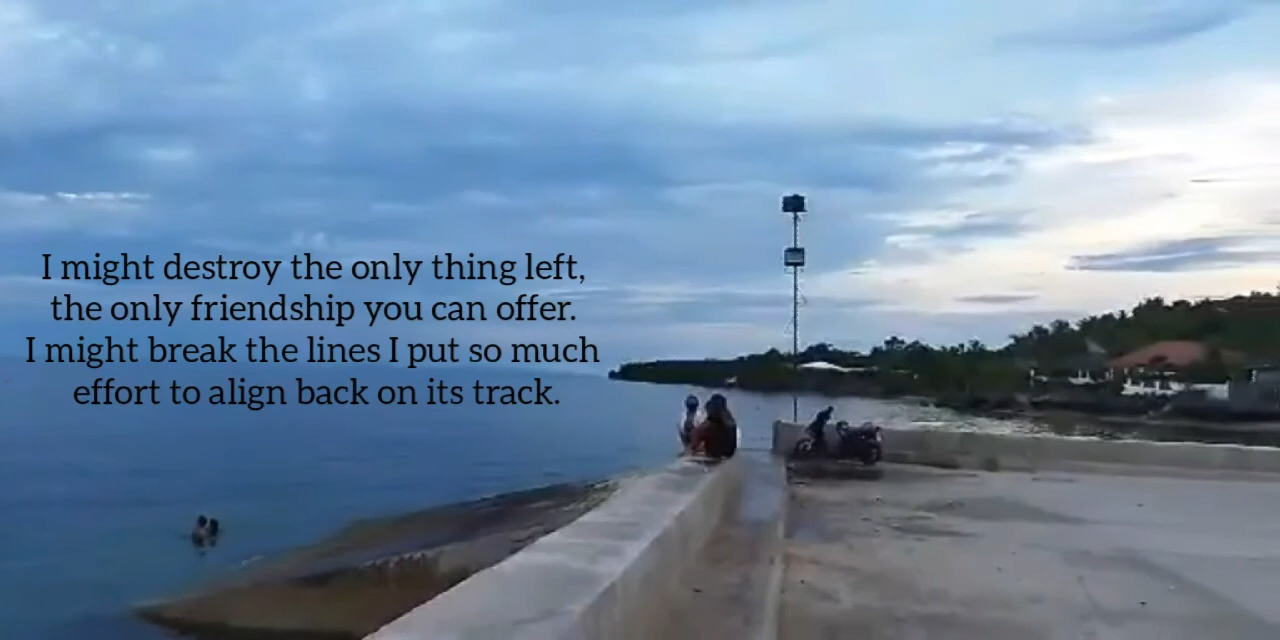 I might destroy the only thing left,
the only friendship you can offer.
I might break the lines I put so much
effort to align back on its track.